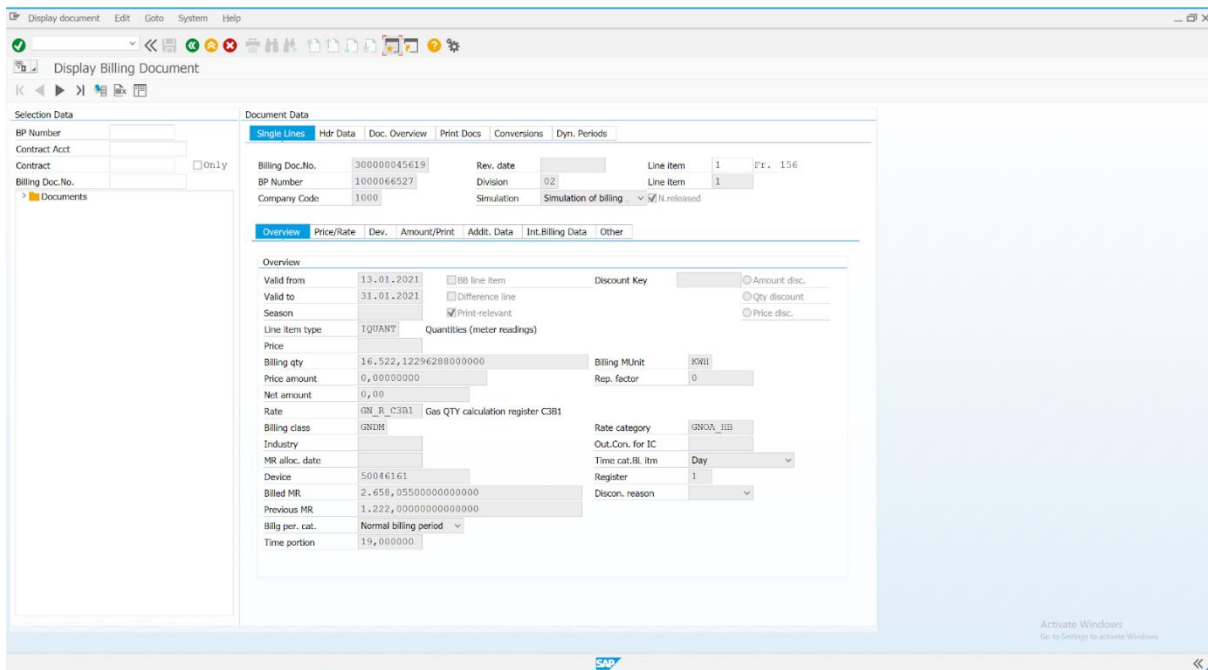 Display document Edit Goto System Help
Display Billing Document
Selection Data
BP Number
Contract Acct
Contract Only
Billing Doc.No.
Documents
Document Data
Single Lines Hdr Data Doc. Overview Print Docs Conversions Dyn. Periods
Billing Doc.No. 300000045619 Rev. date Line item 1 Fr. 156
BP Number 1000066527 Division 02 Line item 1
Company Code 1000 Simulation Simulation of billing . N.released
Overview Price/Rate Dev. Amount/Print Addit. Data Int.Billing Data Other
Overview
Valid from 13.01.2021 BB line item Discount Key Amount disc.
Valid to 31.01.2021 Difference line Qty discount
Season Print-relevant Price disc.
Line item type IQUANT Quantities (meter readings)
Price
Billing qty 16.522,12296288000000 Billing MUnit KWH
Price amount 0,00000000 Rep. factor 0
Net amount 0,00
Rate GN_R_C3B1 Gas QTY calculation register C3B1
Billing class GNDM Rate category GNOA_HB
Industry Out.Con. for IC
MR alloc. date Time cat.BL itm Day
Device 50046161 Register 1
Billed MR 2.658,05500000000000 Discon. reason
Previous MR 1.222,00000000000000
Billg per. cat. Normal billing period
Time portion 19,000000
Activate Windows
Go to Settings to activate Windows.
SAP